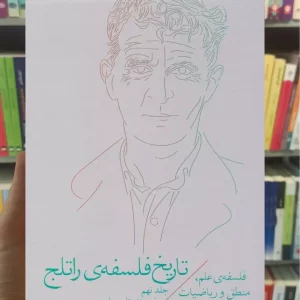 تاریخ فلسفه‌ی راتلج
فلسفه‌ی علم،
منطق و ریاضیات
جلد نهم